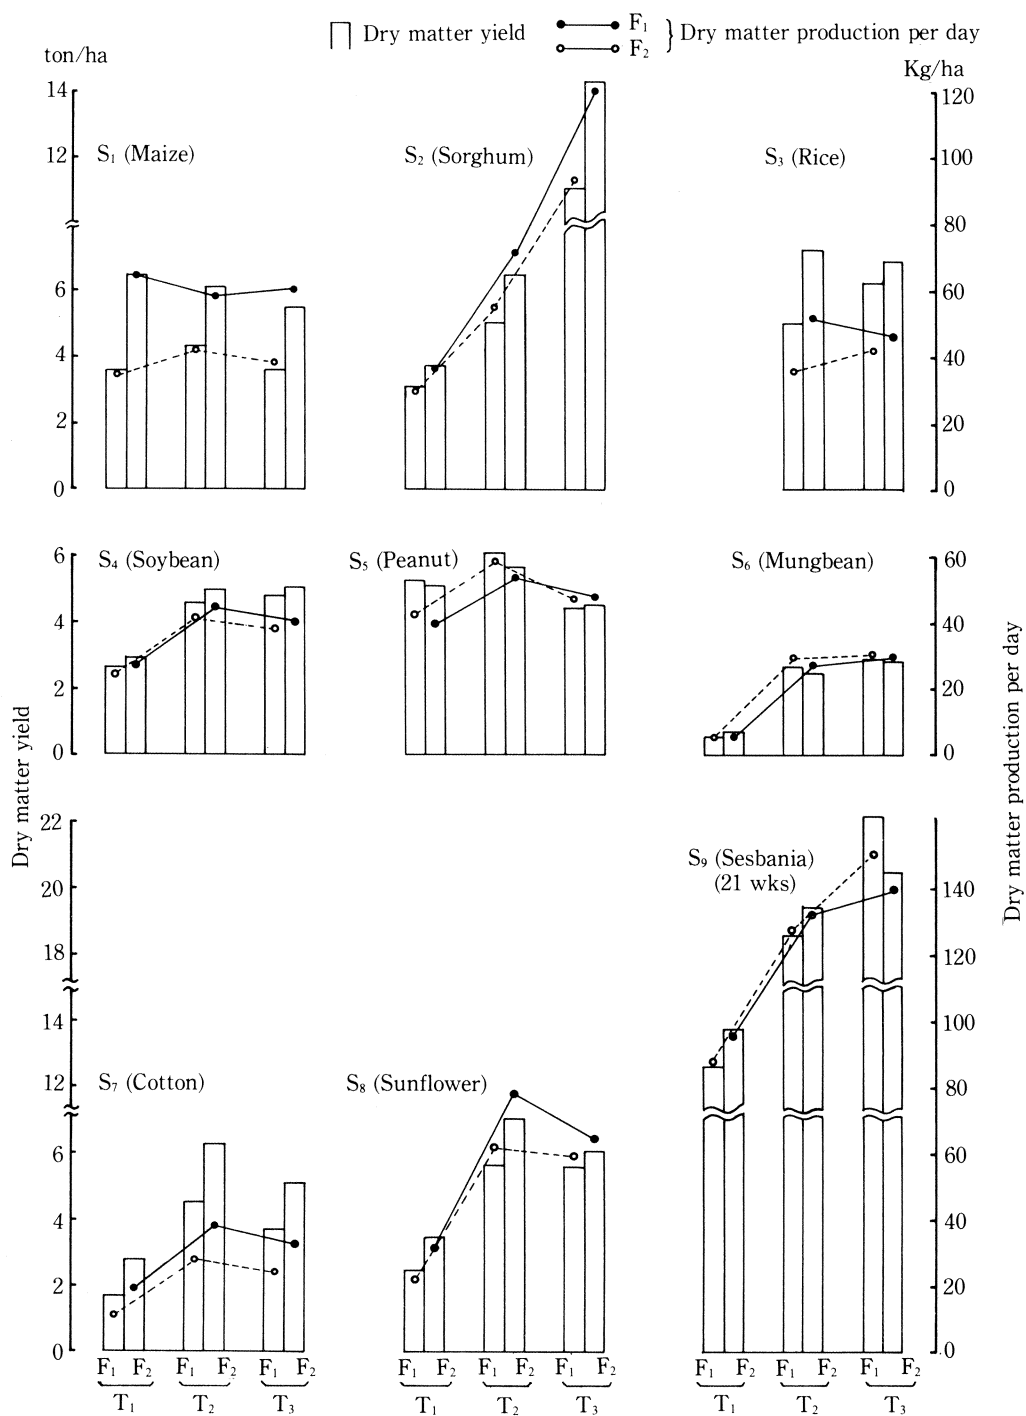 Dry matter yield
F₁
F₂
Dry matter production per day
ton/ha
Kg/ha
14
12
6
4
2
0
S₁ (Maize)
S₂ (Sorghum)
S₃ (Rice)
120
100
80
60
40
20
0
6
4
2
0
S₄ (Soybean)
S₅ (Peanut)
S₆ (Mungbean)
60
40
20
0
Dry matter yield
Dry matter production per day
22
20
18
14
12
6
4
2
0
S₉ (Sesbania)
(21 wks)
S₇ (Cotton)
S₈ (Sunflower)
140
120
100
80
60
40
20
0
F₁ F₂ F₁ F₂ F₁ F₂
T₁ T₂ T₃
F₁ F₂ F₁ F₂ F₁ F₂
T₁ T₂ T₃
F₁ F₂ F₁ F₂ F₁ F₂
T₁ T₂ T₃